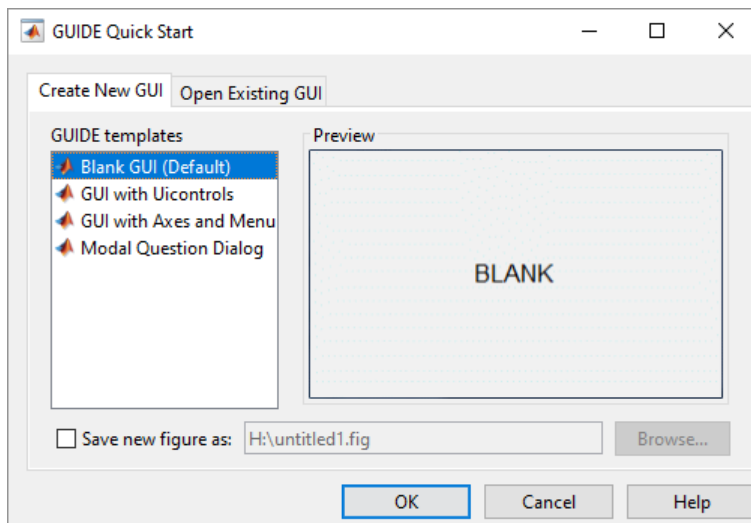 GUIDE Quick Start
Create New GUI
Open Existing GUI
GUIDE templates
Blank GUI (Default)
GUI with Uicontrols
GUI with Axes and Menu
Modal Question Dialog
Preview
BLANK
Save new figure as:
H:\untitled1.fig
Browse...
OK
Cancel
Help